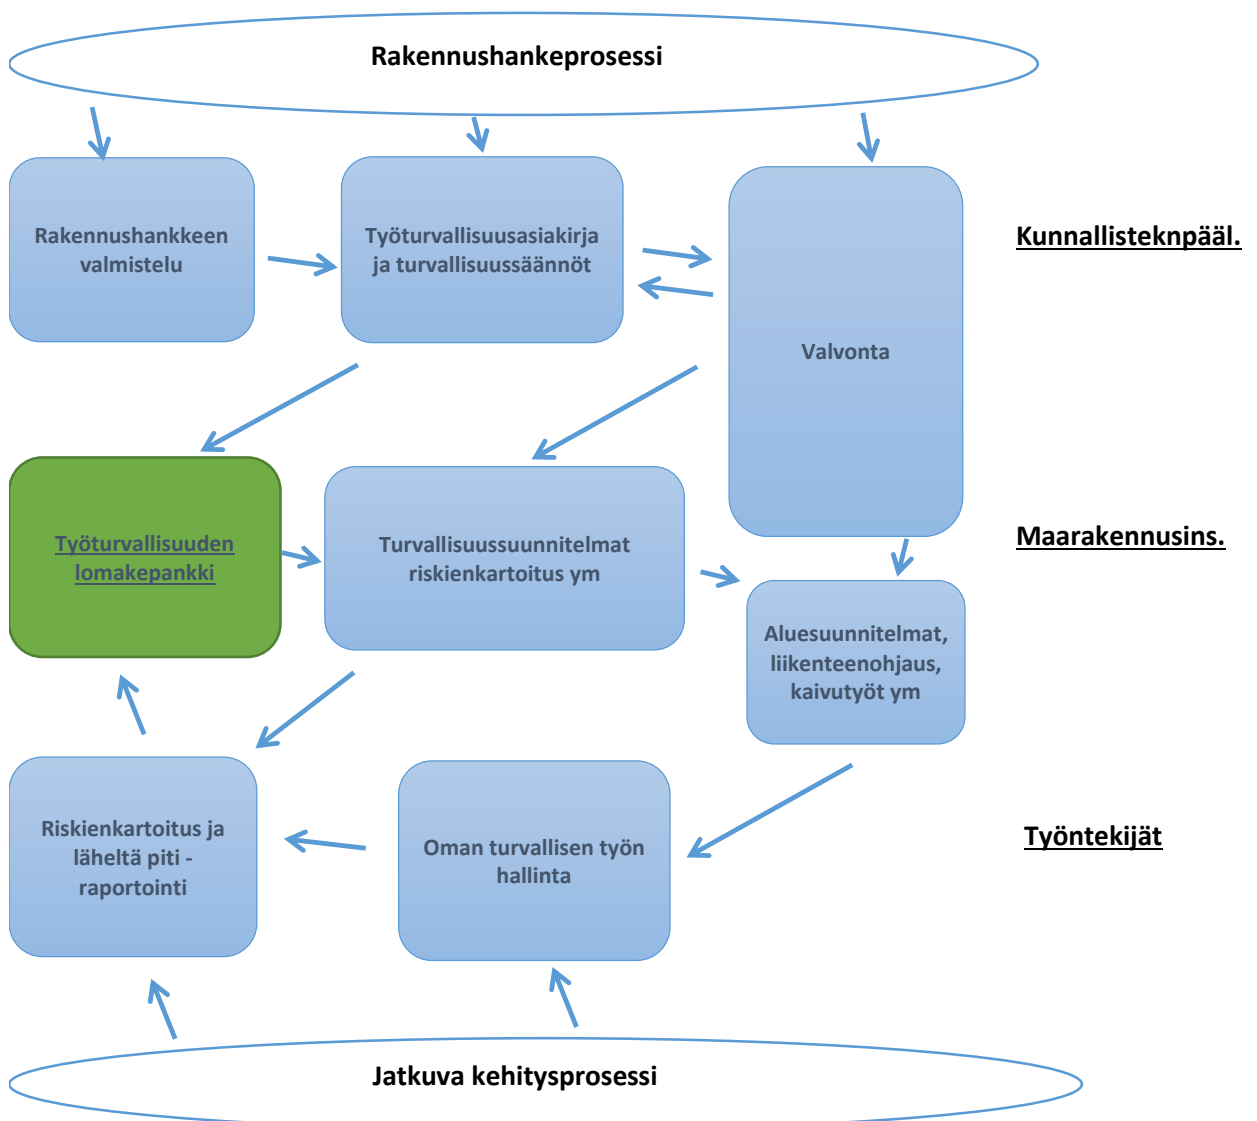 Rakennushankeprosessi
Rakennushankkeen
valmistelu
Työturvallisuusasiakirja
ja turvallisuussäännöt
Valvonta
Kunnallisteknpääl.
Työturvallisuuden
lomakepankki
Turvallisuussuunnitelmat
riskienkartoitus ym
Maarakennusins.
Aluesuunnitelmat,
liikenteenohjaus,
kaivutyöt ym
Riskienkartoitus ja
läheltä piti -
raportointi
Oman turvallisen työn
hallinta
Työntekijät
Jatkuva kehitysprosessi